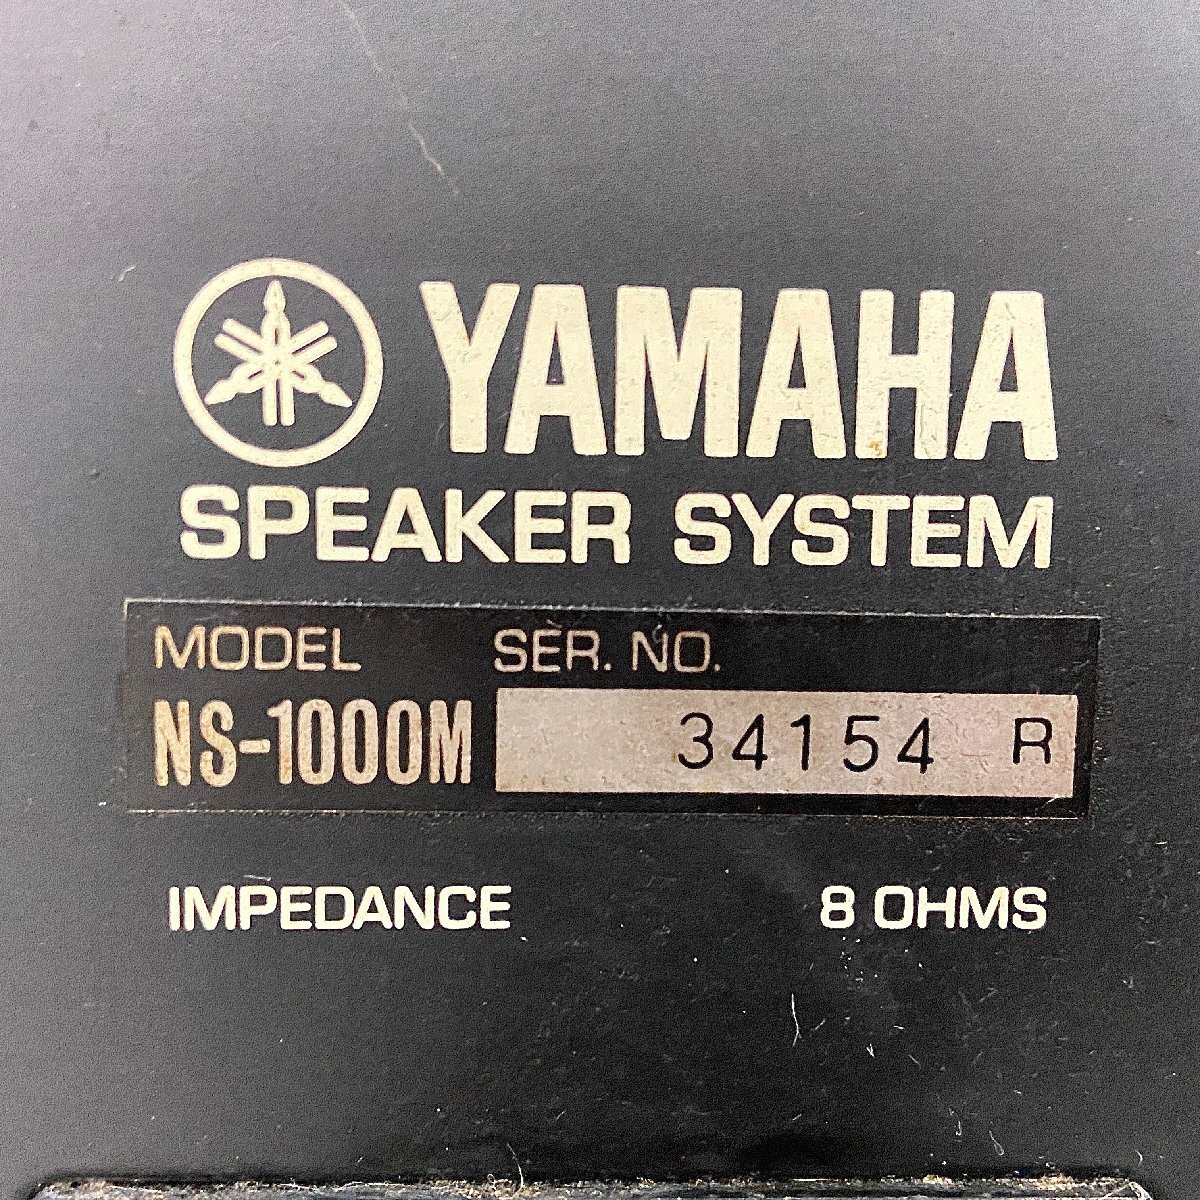 YAMAHA
SPEAKER SYSTEM
MODEL SER. NO.
NS-1000M 34154 R
IMPEDANCE 8 OHMS